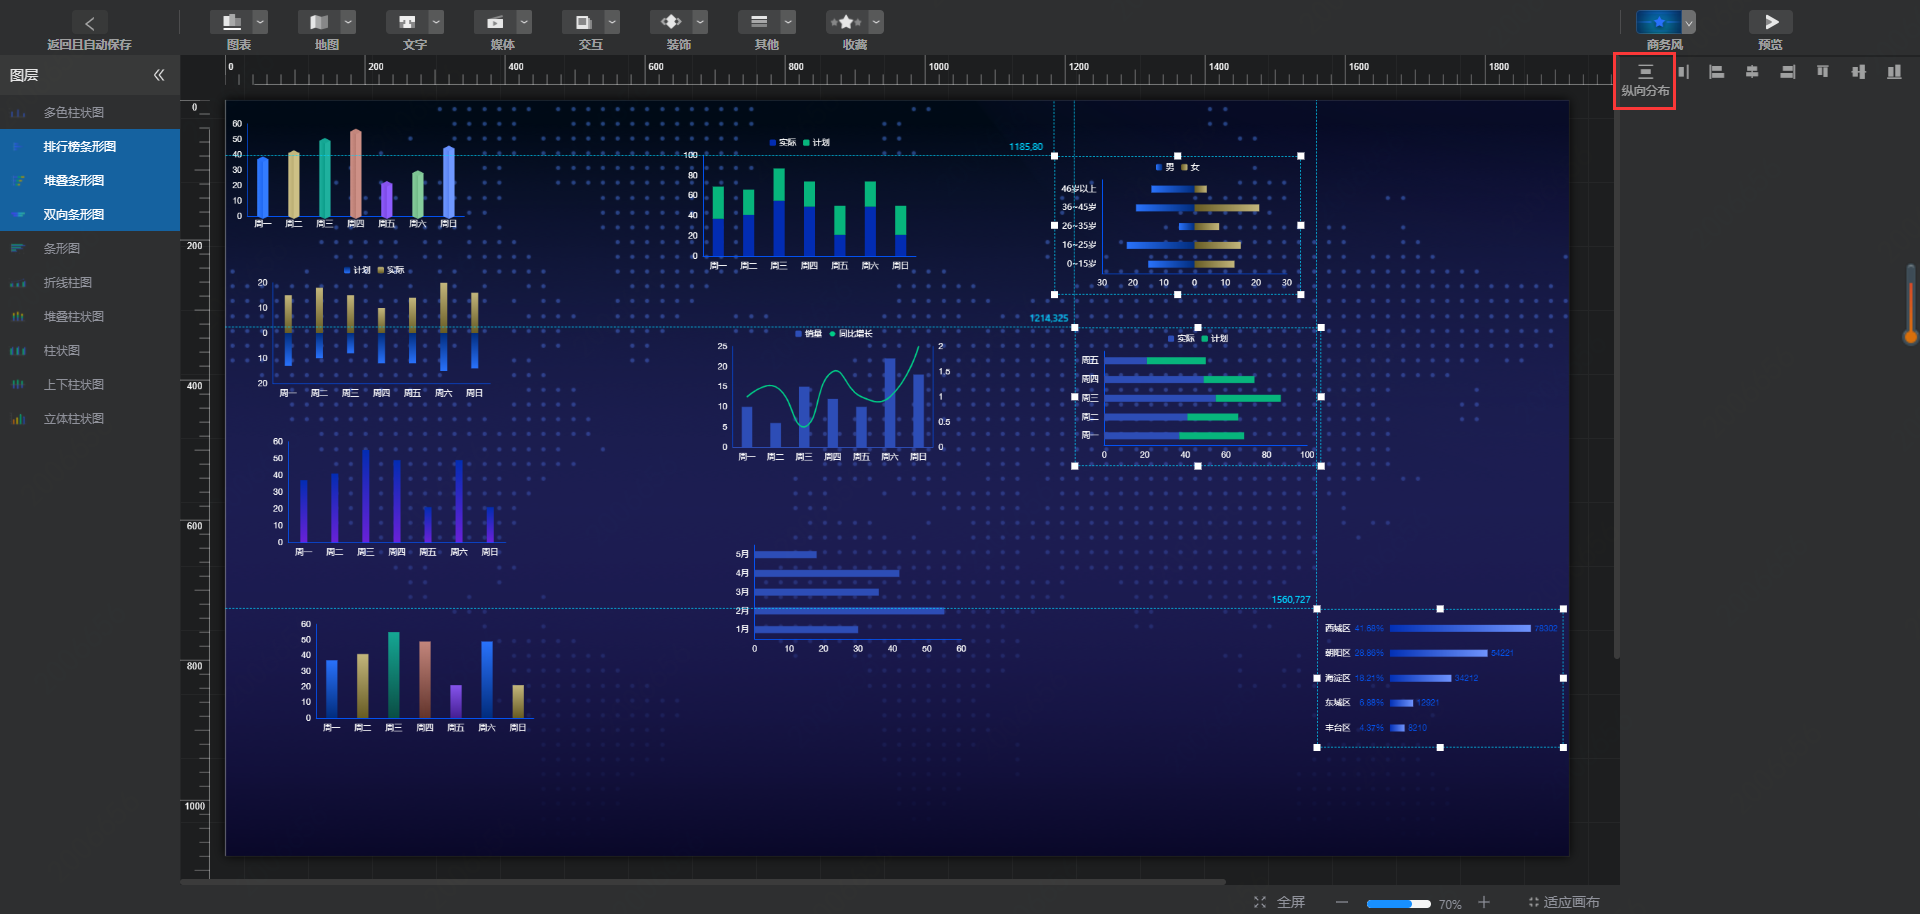 返回且自动保存
图表 地图 文字 媒体 交互 装饰 其他 收藏
商务风 预览
图层
纵向分布
多色柱状图
排行榜条形图
堆叠条形图
双向条形图
条形图
折线柱图
堆叠柱状图
柱状图
上下柱状图
立体柱状图
0 200 400 600 800 1000 1200 1400 1600 1800
0
200
400
600
800
1000
60
50
40
30
20
10
0
周一 周二 周三 周四 周五 周六 周日
实际 计划
100
80
60
40
20
0
周一 周二 周三 周四 周五 周六 周日
1185,80
男 女
46岁以上
36~45岁
26~35岁
16~25岁
0~15岁
30 20 10 0 10 20 30
计划 实际
20
10
0
10
20
周一 周二 周三 周四 周五 周六 周日
销量 同比增长
25
20
15
10
5
0
2
1.5
1
0.5
0
周一 周二 周三 周四 周五 周六 周日
1214,325
实际 计划
周五
周四
周三
周二
周一
0 20 40 60 80 100
60
50
40
30
20
10
0
周一 周二 周三 周四 周五 周六 周日
5月
4月
3月
2月
1月
0 10 20 30 40 50 60
1560,727
西城区 41.66% 78302
朝阳区 28.86% 54221
海淀区 18.21% 34212
东城区 6.88% 12921
丰台区 4.37% 8210
60
50
40
30
20
10
0
周一 周二 周三 周四 周五 周六 周日
全屏 70% 适应画布